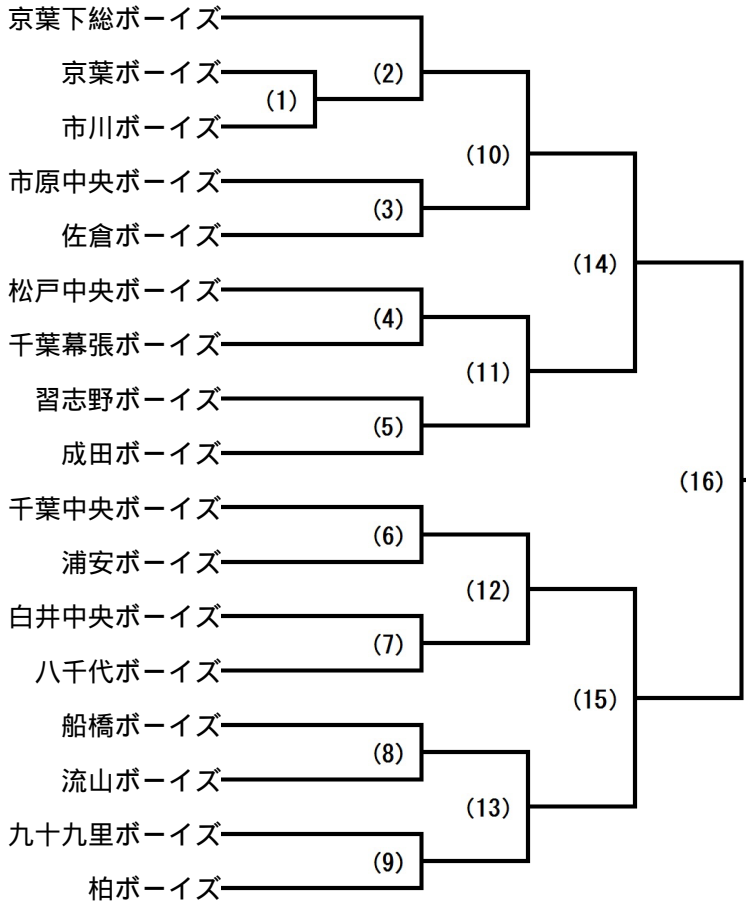 京葉下総ボーイズ
京葉ボーイズ
(1)
(2)
市川ボーイズ
(10)
市原中央ボーイズ
(3)
佐倉ボーイズ
(14)
松戸中央ボーイズ
(4)
千葉幕張ボーイズ
(11)
習志野ボーイズ
(5)
成田ボーイズ
(16)
千葉中央ボーイズ
(6)
浦安ボーイズ
(12)
白井中央ボーイズ
(7)
八千代ボーイズ
(15)
船橋ボーイズ
(8)
流山ボーイズ
(13)
九十九里ボーイズ
(9)
柏ボーイズ